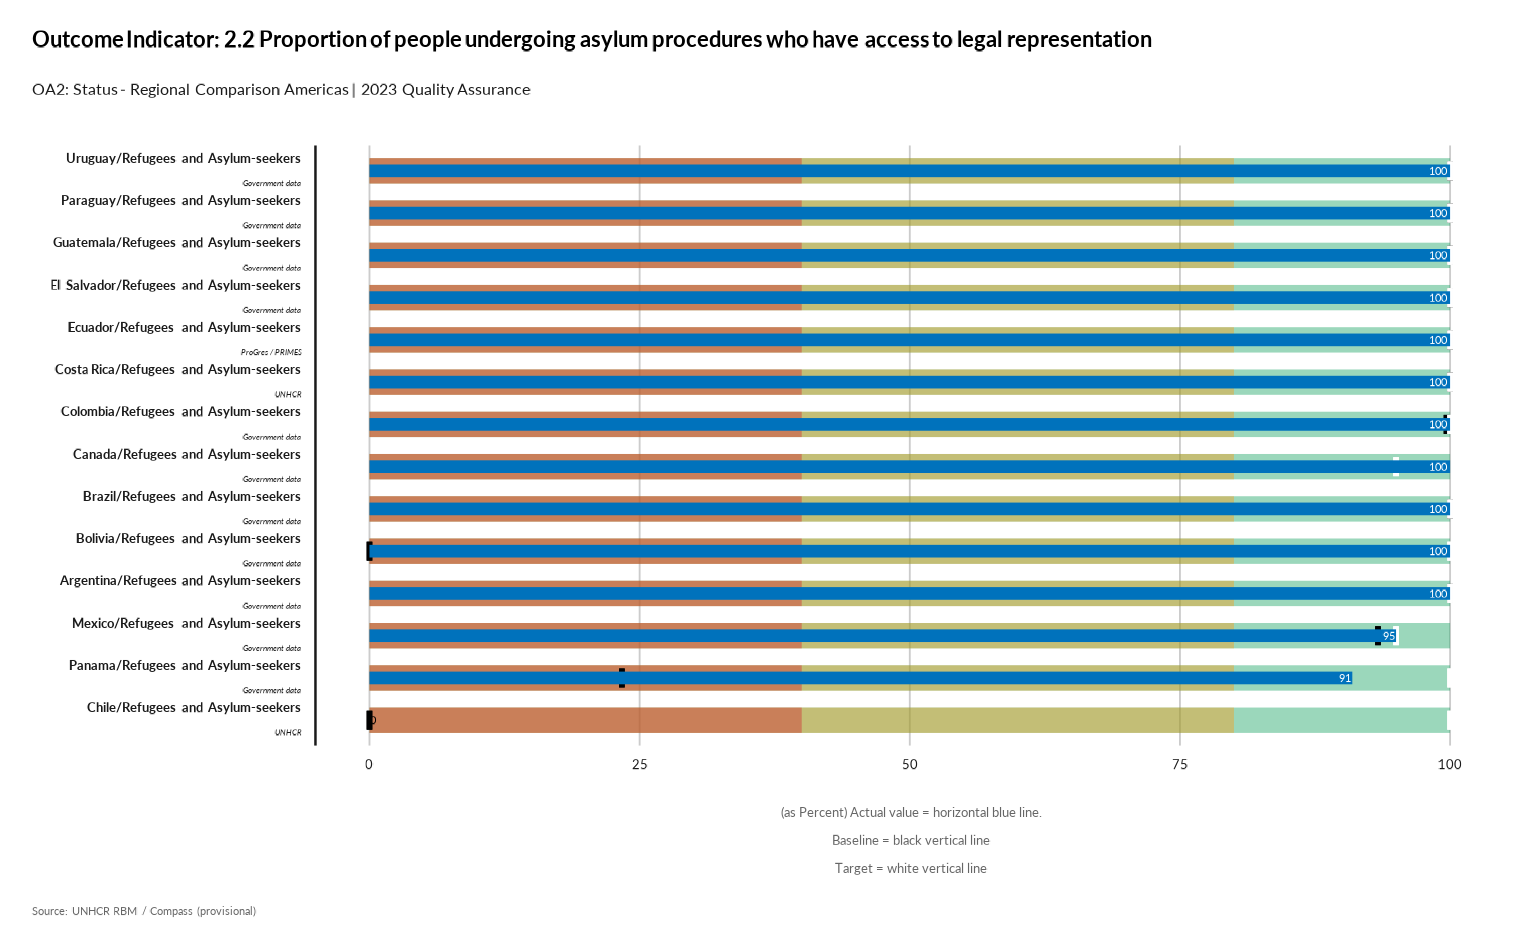 Outcome Indicator: 2.2 Proportion of people undergoing asylum procedures who have access to legal representation
OA2: Status - Regional Comparison Americas | 2023 Quality Assurance
Uruguay/Refugees and Asylum-seekers
100
Government data
Paraguay/Refugees and Asylum-seekers
100
Government data
Guatemala/Refugees and Asylum-seekers
100
Government data
El Salvador/Refugees and Asylum-seekers
100
Government data
Ecuador/Refugees and Asylum-seekers
100
ProGres / PRIMES
Costa Rica/Refugees and Asylum-seekers
100
UNHCR
Colombia/Refugees and Asylum-seekers
100
Government data
Canada/Refugees and Asylum-seekers
100
Government data
Brazil/Refugees and Asylum-seekers
100
Government data
Bolivia/Refugees and Asylum-seekers
100
Government data
Argentina/Refugees and Asylum-seekers
100
Government data
Mexico/Refugees and Asylum-seekers
95
Government data
Panama/Refugees and Asylum-seekers
91
Government data
Chile/Refugees and Asylum-seekers
0
UNHCR
0 25 50 75 100
(as Percent) Actual value = horizontal blue line.
Baseline = black vertical line
Target = white vertical line
Source: UNHCR RBM / Compass (provisional)